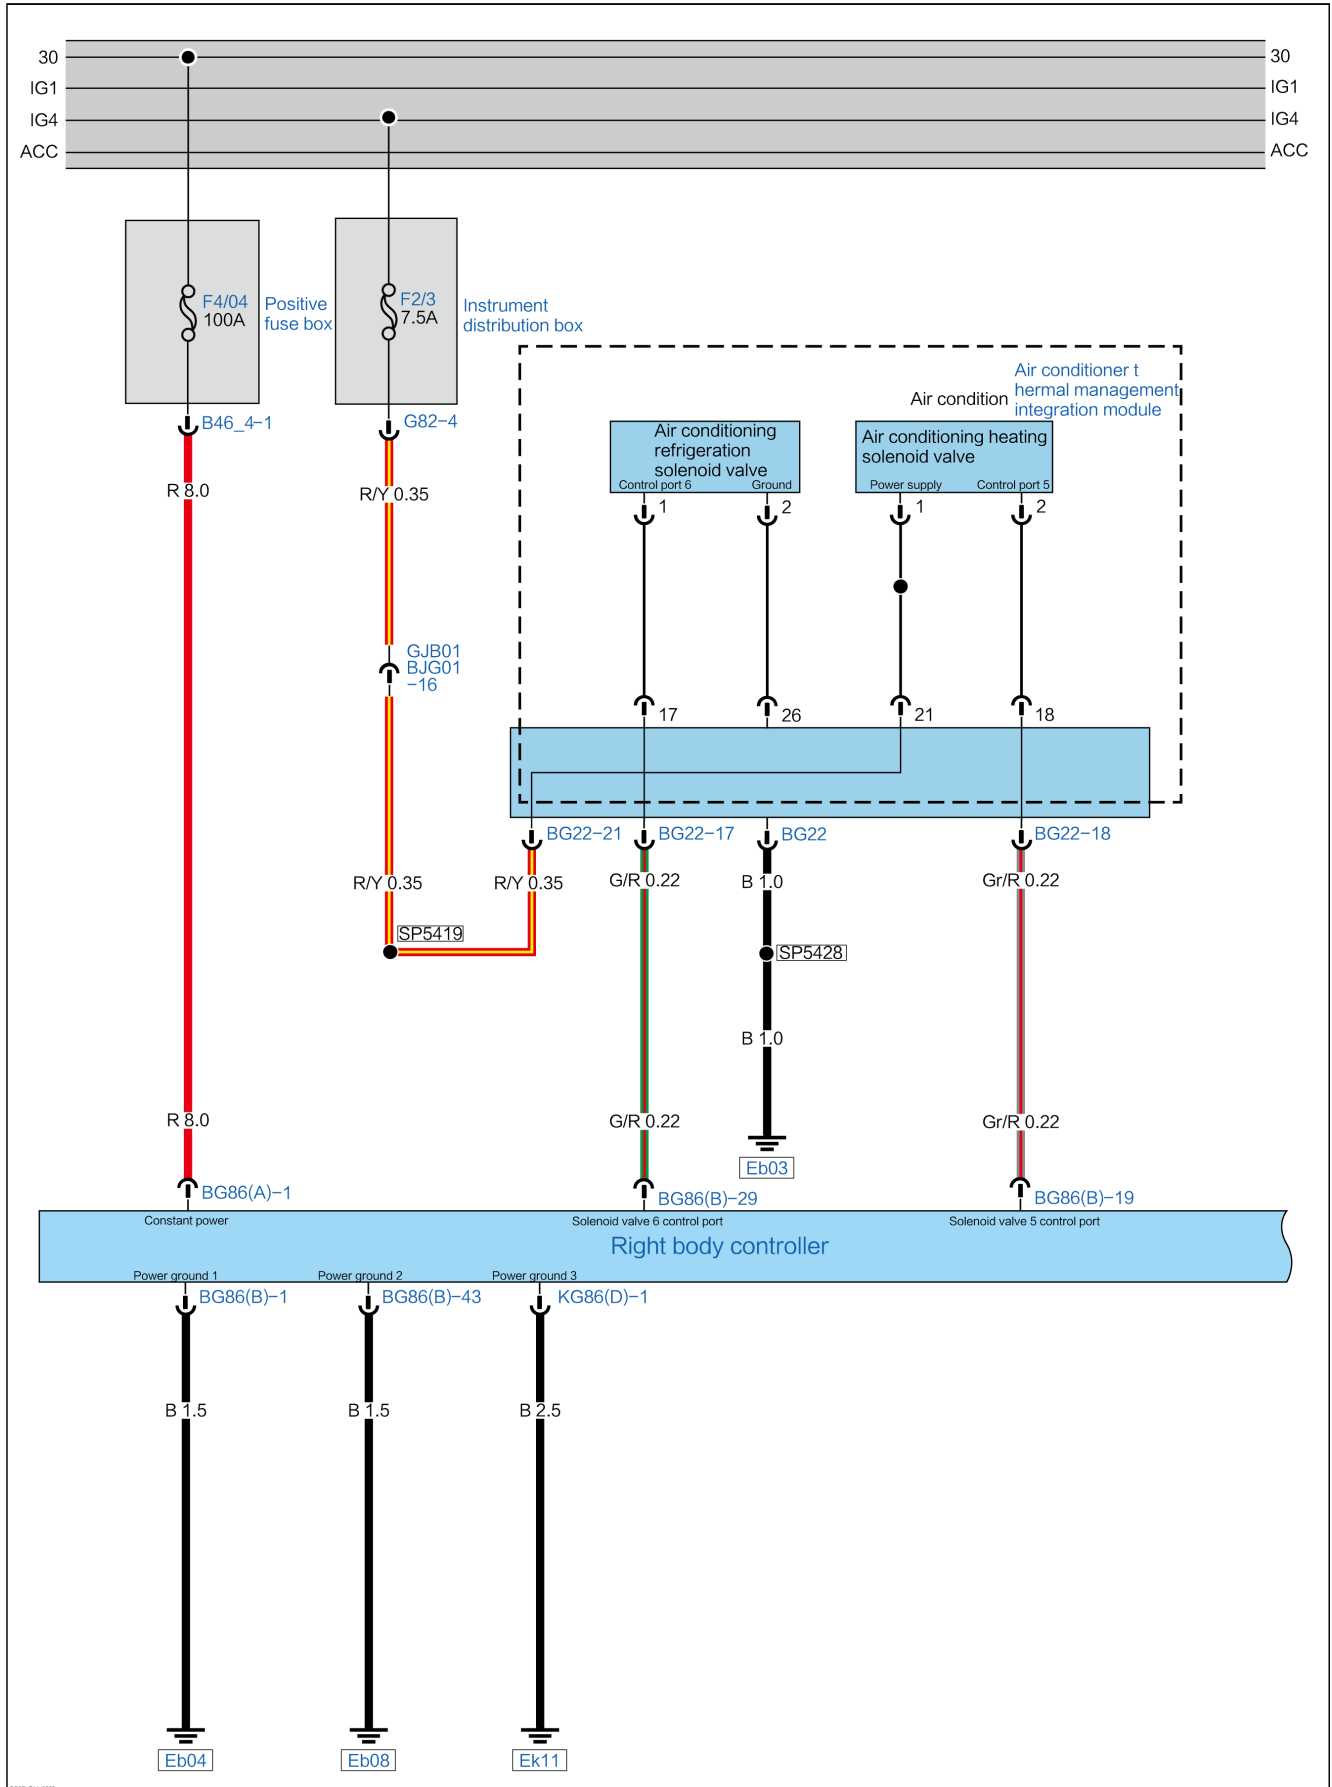 30
30
IG1
IG1
IG4
IG4
ACC
ACC
F4/04
100A
Positive
fuse box
F2/3
7.5A
Instrument
distribution box
Air conditioner t
hermal management
integration module
Air condition
B46_4-1
G82-4
Air conditioning
refrigeration
solenoid valve
Control port 6
Ground
Air conditioning heating
solenoid valve
Power supply
Control port 5
R 8.0
R/Y 0.35
1
2
1
2
GJB01
BJG01
-16
17
26
21
18
BG22-21
BG22-17
BG22
BG22-18
R/Y 0.35
R/Y 0.35
G/R 0.22
B 1.0
Gr/R 0.22
SP5419
SP5428
B 1.0
R 8.0
G/R 0.22
Gr/R 0.22
Eb03
BG86(A)-1
BG86(B)-29
BG86(B)-19
Constant power
Solenoid valve 6 control port
Solenoid valve 5 control port
Right body controller
Power ground 1
Power ground 2
Power ground 3
BG86(B)-1
BG86(B)-43
KG86(D)-1
B 1.5
B 1.5
B 2.5
Eb04
Eb08
Ek11